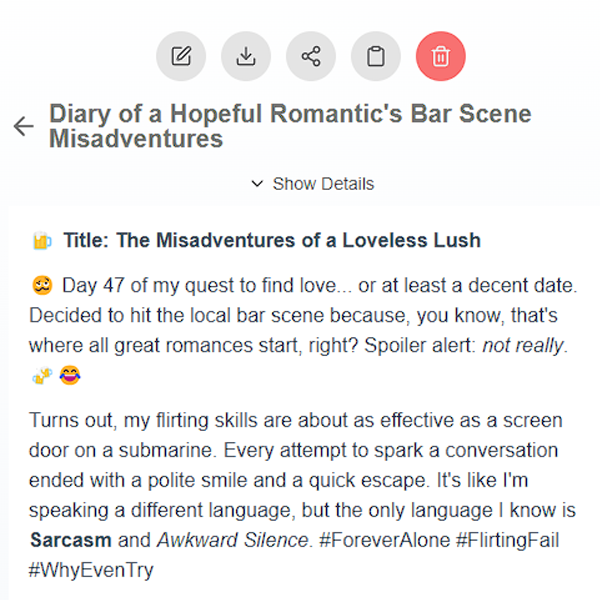 Diary of a Hopeful Romantic's Bar Scene
Misadventures
Show Details
🍺 Title: The Misadventures of a Loveless Lush
🥴 Day 47 of my quest to find love... or at least a decent date.
Decided to hit the local bar scene because, you know, that's
where all great romances start, right? Spoiler alert: not really.
🍻 😂
Turns out, my flirting skills are about as effective as a screen
door on a submarine. Every attempt to spark a conversation
ended with a polite smile and a quick escape. It's like I'm
speaking a different language, but the only language I know is
Sarcasm and Awkward Silence. #ForeverAlone #FlirtingFail
#WhyEvenTry